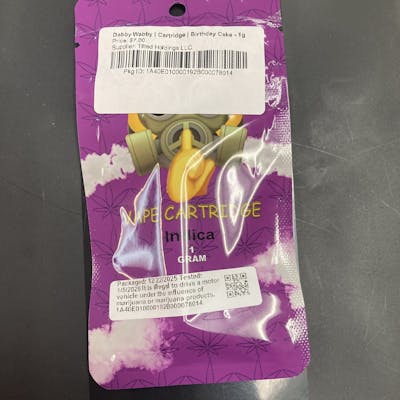 Dabby Wabby | Cartridge | Birthday Cake - 1g
Price: $7.00
Supplier: Tilted Holdings LLC
Pkg ID: 1A40E010000192B000078014
VAPE CARTRIDGE
Indica
1
GRAM
Packaged: 12/22/2025 Tested:
1/5/2026 It is illegal to drive a motor
vehicle under the influence of
marijuana or marijuana products.
1A40E010000192B000078014